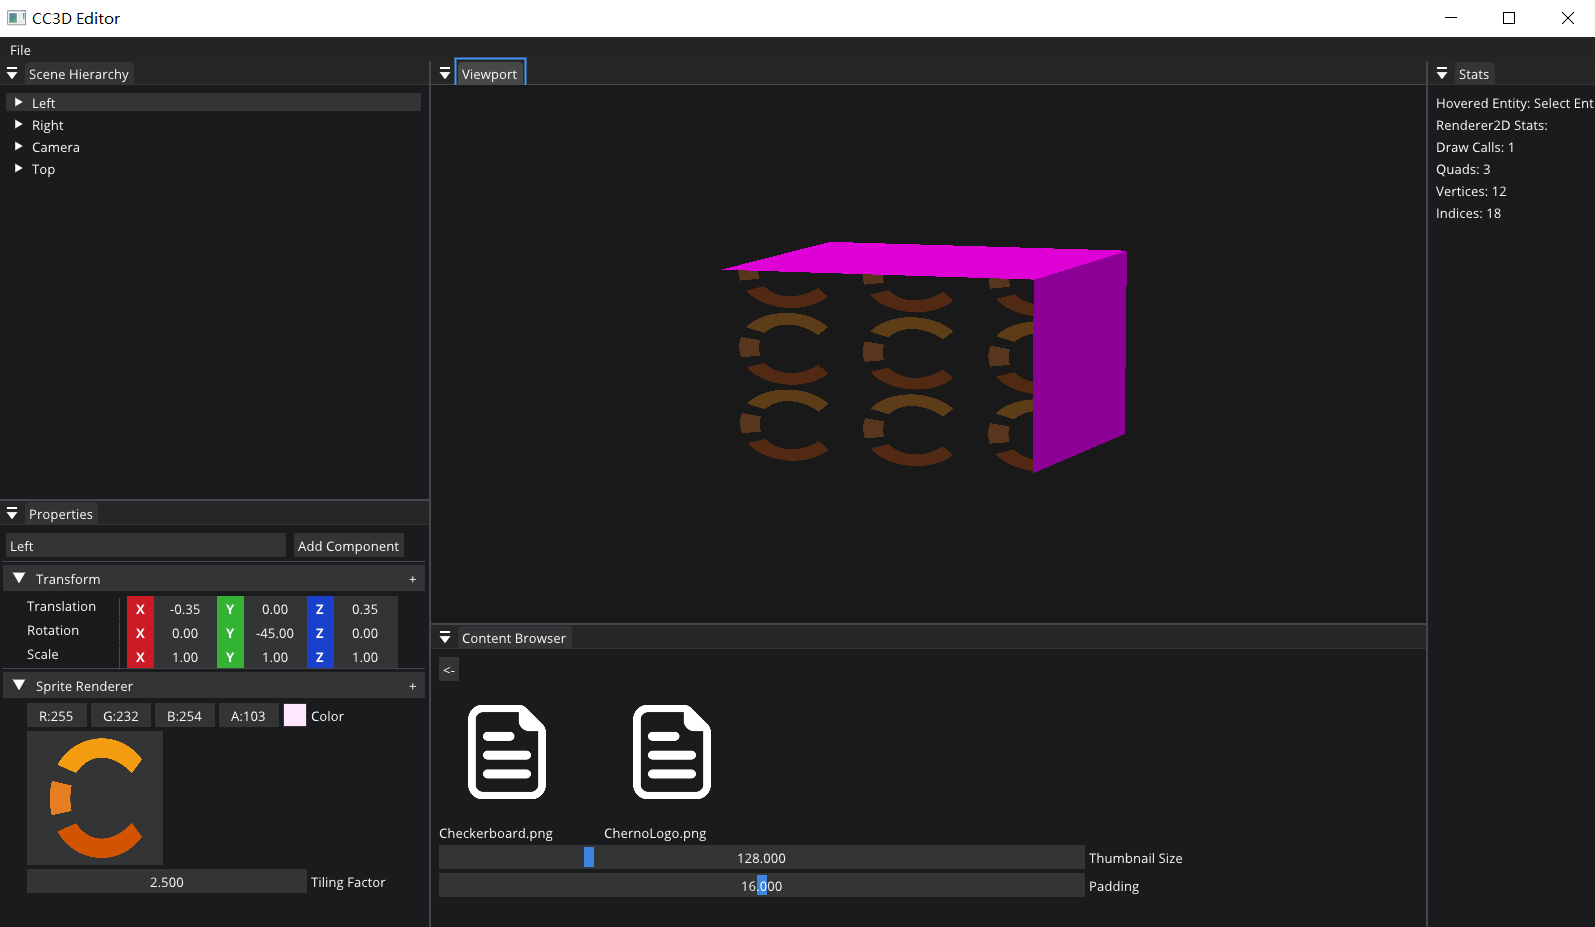 CC3D Editor
File
Scene Hierarchy
Left
Right
Camera
Top
Properties
Left
Add Component
Transform +
Translation X -0.35 Y 0.00 Z 0.35
Rotation X 0.00 Y -45.00 Z 0.00
Scale X 1.00 Y 1.00 Z 1.00
Sprite Renderer +
R:255 G:232 B:254 A:103 Color
2.500 Tiling Factor
Viewport
Content Browser
<-
Checkerboard.png ChernoLogo.png
128.000 Thumbnail Size
16.000 Padding
Stats
Hovered Entity: Select Ent
Renderer2D Stats:
Draw Calls: 1
Quads: 3
Vertices: 12
Indices: 18